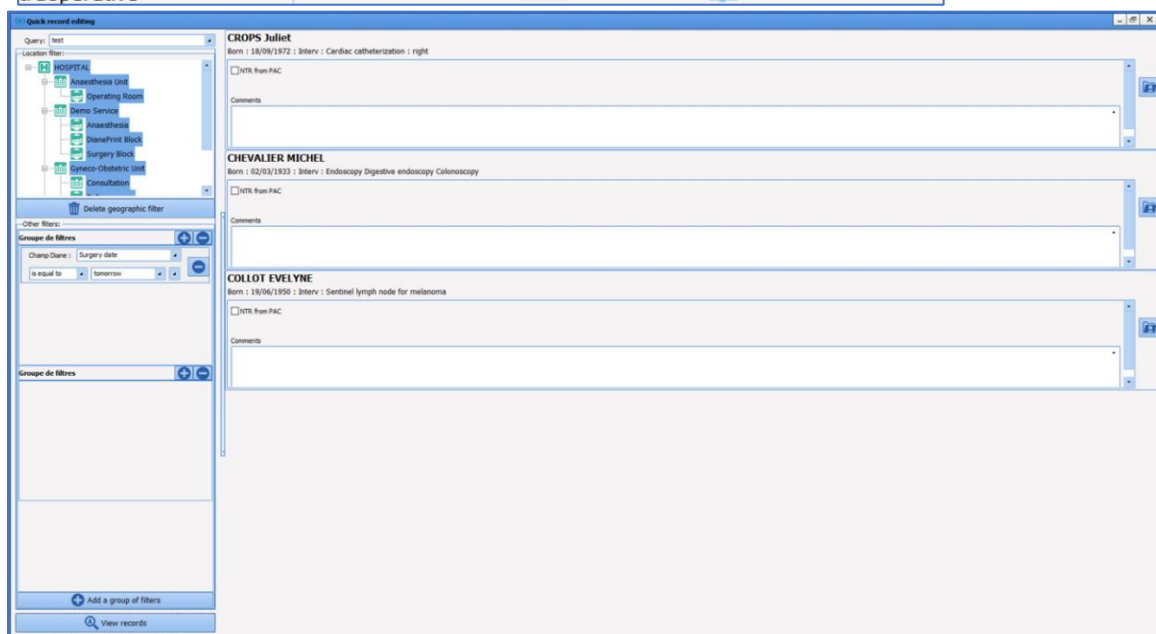 Quick record editing
Query: test
Location filter:
HOSPITAL
Anaesthesia Unit
Operating Room
Demo Service
Anaesthesia
DianePrint Block
Surgery Block
Gyneco-Obstetric Unit
Consultation
Delete geographic filter
Other filters:
Groupe de filtres
Champ Diane : Surgery date
is equal to tomorrow
Groupe de filtres
Add a group of filters
View records
CROPS Juliet
Born : 18/09/1972 : Interv : Cardiac catheterization : right
NTR from PAC
Comments
CHEVALIER MICHEL
Born : 02/03/1933 : Interv : Endoscopy Digestive endoscopy Colonoscopy
NTR from PAC
Comments
COLLOT EVELYNE
Born : 19/06/1950 : Interv : Sentinel lymph node for melanoma
NTR from PAC
Comments